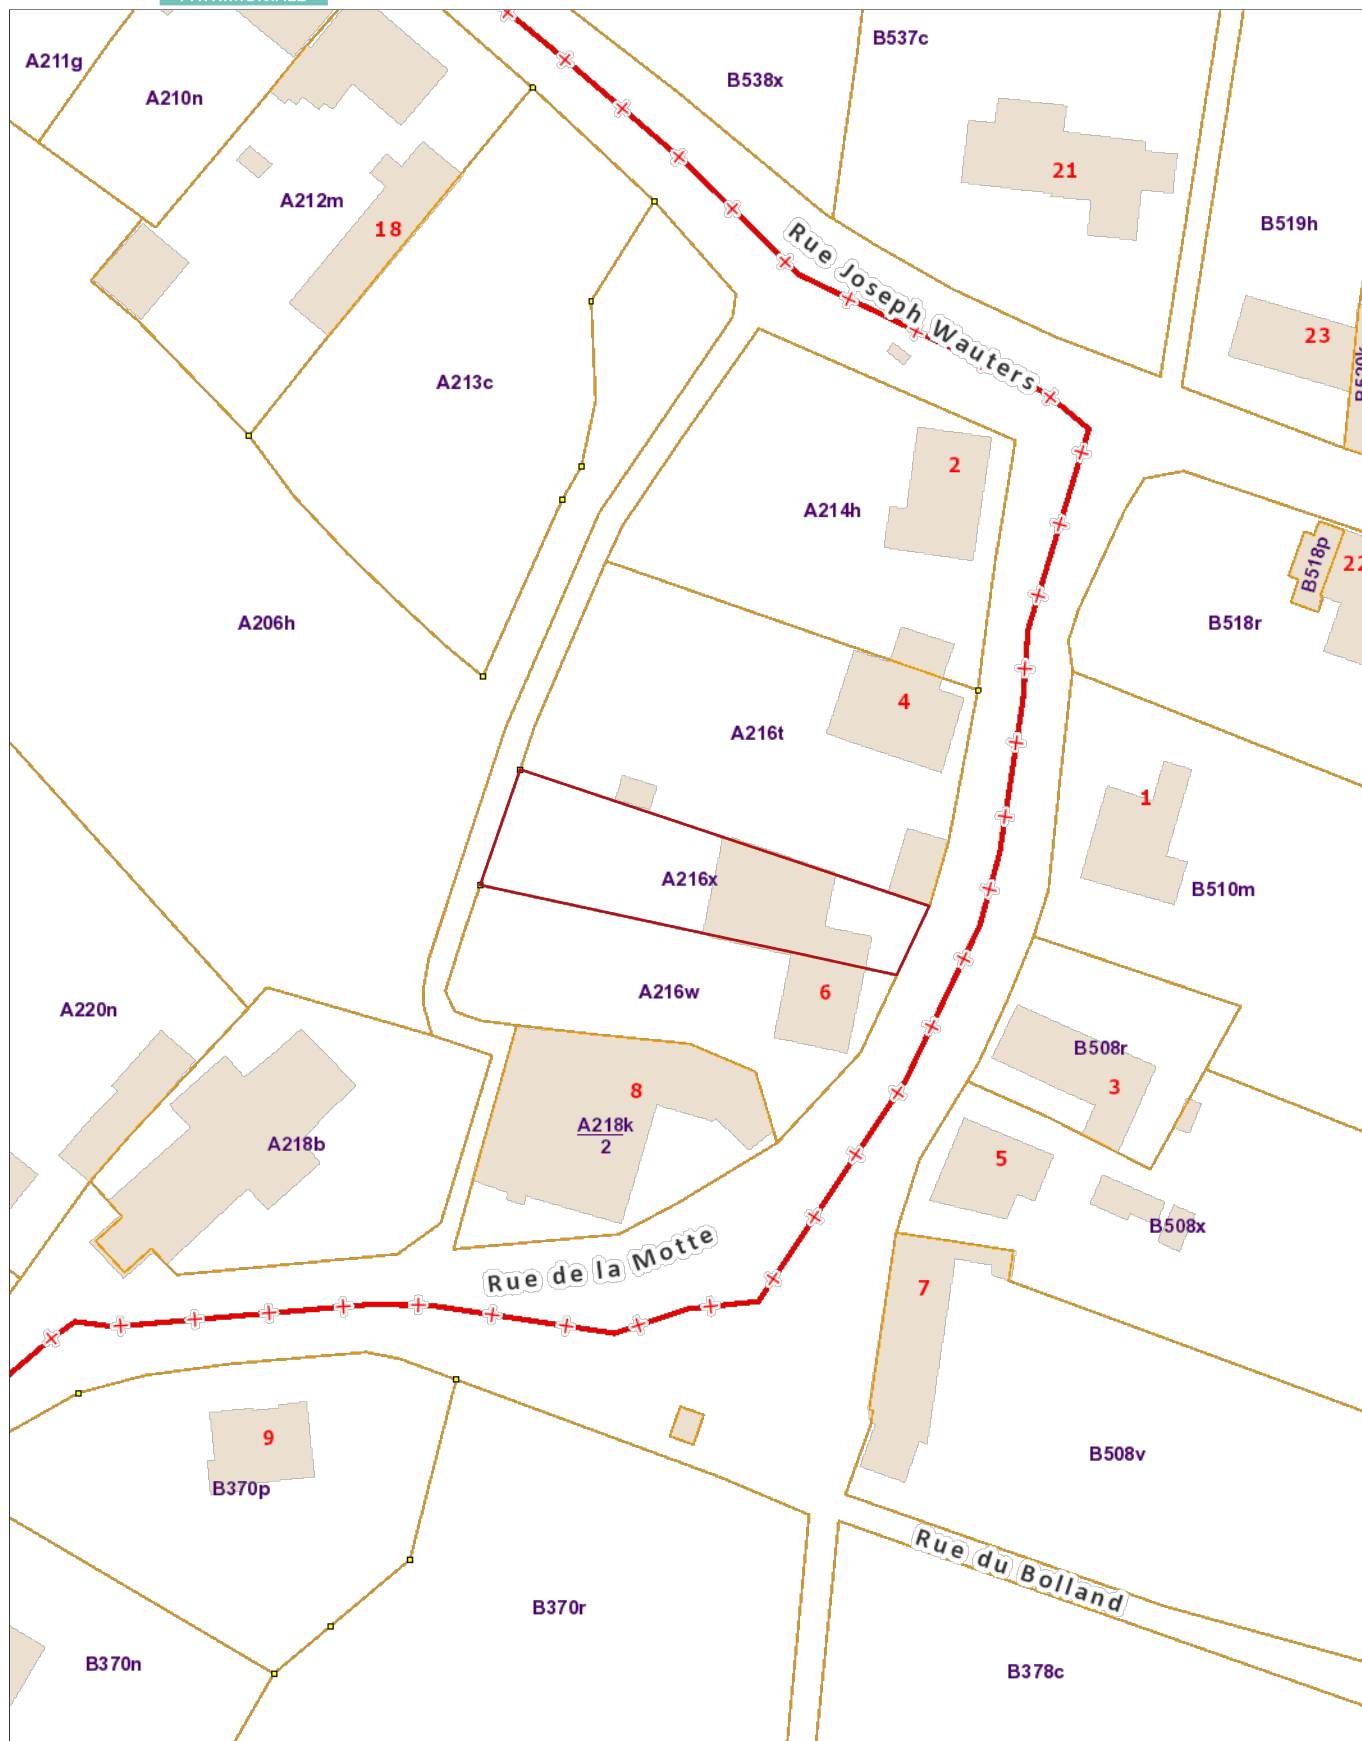 A211g
A210n
B538x
B537c
A212m
18
21
B519h
Rue Joseph Wauters
23
A213c
2
A214h
B518p
22
A206h
B518r
4
A216t
1
A216x
B510m
6
A216w
A220n
B508r
3
8
A218k
2
A218b
5
B508x
Rue de la Motte
7
9
B370p
B508v
Rue du Bolland
B370r
B370n
B378c